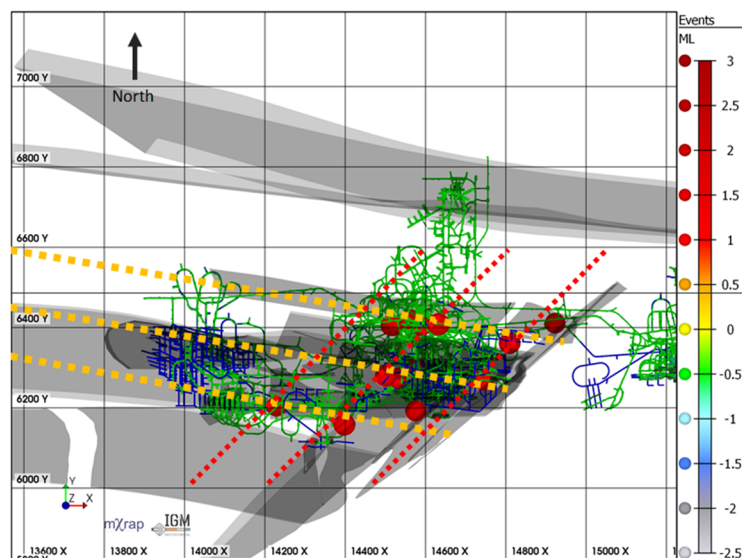 Events
ML
3
2.5
2
1.5
1
0.5
0
-0.5
-1
-1.5
-2
-2.5
North
7000 Y
6800 Y
6600 Y
6400 Y
6200 Y
6000 Y
Y
Z X
mXrap
IGM
13600 X 13800 X 14000 X 14200 X 14400 X 14600 X 14800 X 15000 X